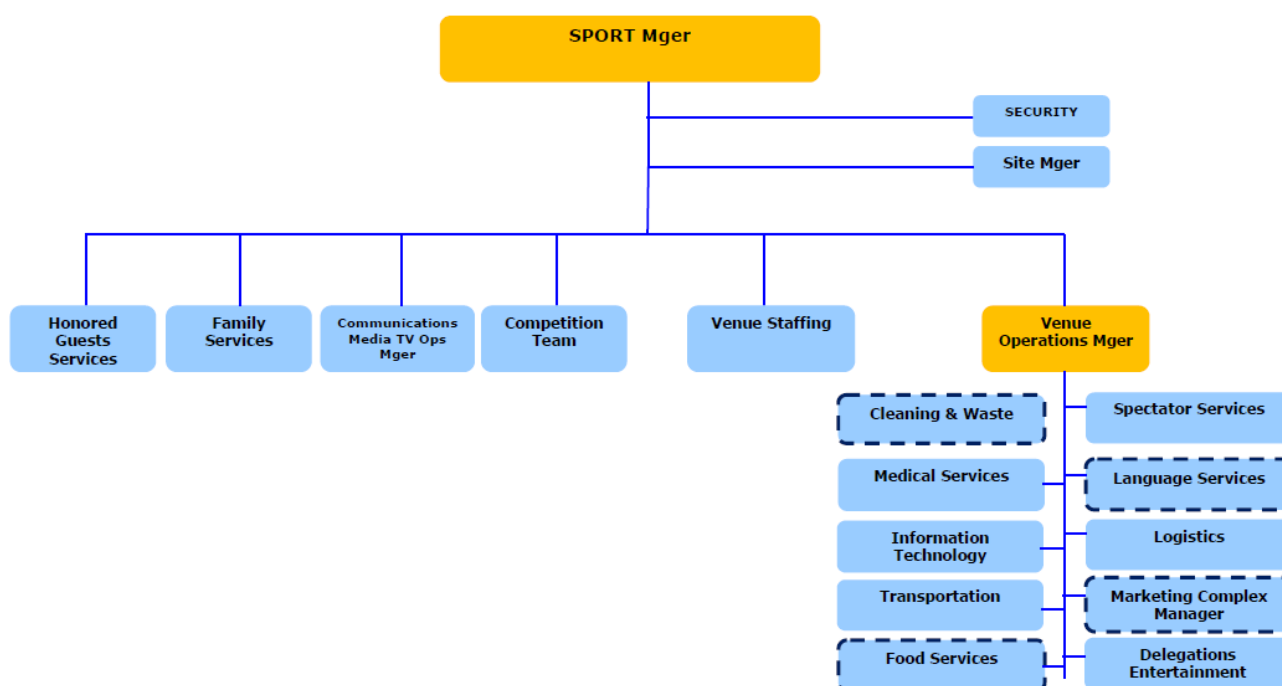 SPORT Mger
SECURITY
Site Mger
Honored
Guests
Services
Family
Services
Communications
Media TV Ops
Mger
Competition
Team
Venue Staffing
Venue
Operations Mger
Cleaning & Waste
Spectator Services
Medical Services
Language Services
Information
Technology
Logistics
Transportation
Marketing Complex
Manager
Food Services
Delegations
Entertainment